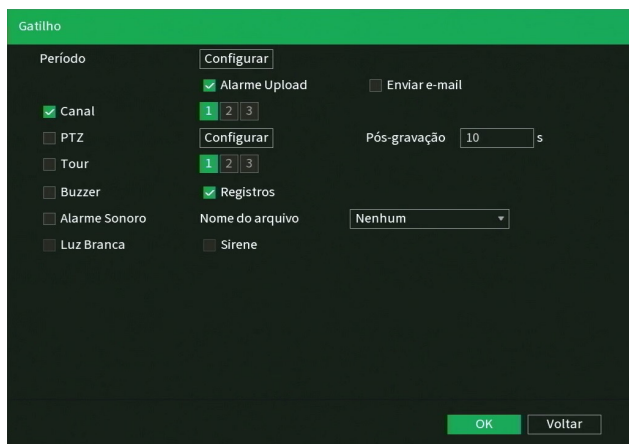 Gatilho
Período Configurar
Alarme Upload Enviar e-mail
Canal 1 2 3
PTZ Configurar Pós-gravação 10 s
Tour 1 2 3
Buzzer Registros
Alarme Sonoro Nome do arquivo Nenhum
Luz Branca Sirene
OK Voltar